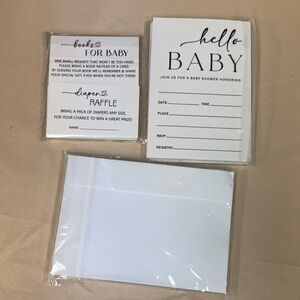 books
FOR BABY
ONE SMALL REQUEST THAT WON'T BE TOO HARD
PLEASE BRING A BOOK INSTEAD OF A CARD
BY SIGNING YOUR BOOK WE'LL REMEMBER & SHARE
YOUR SPECIAL GIFT, EVEN WHEN YOU'RE NOT THERE!
diaper
RAFFLE
BRING A PACK OF DIAPERS ANY SIZE,
FOR YOUR CHANCE TO WIN A GREAT PRIZE!
NAME
hello
BABY
JOIN US FOR A BABY SHOWER HONORING
DATE TIME
PLACE
RSVP
REGISTRY